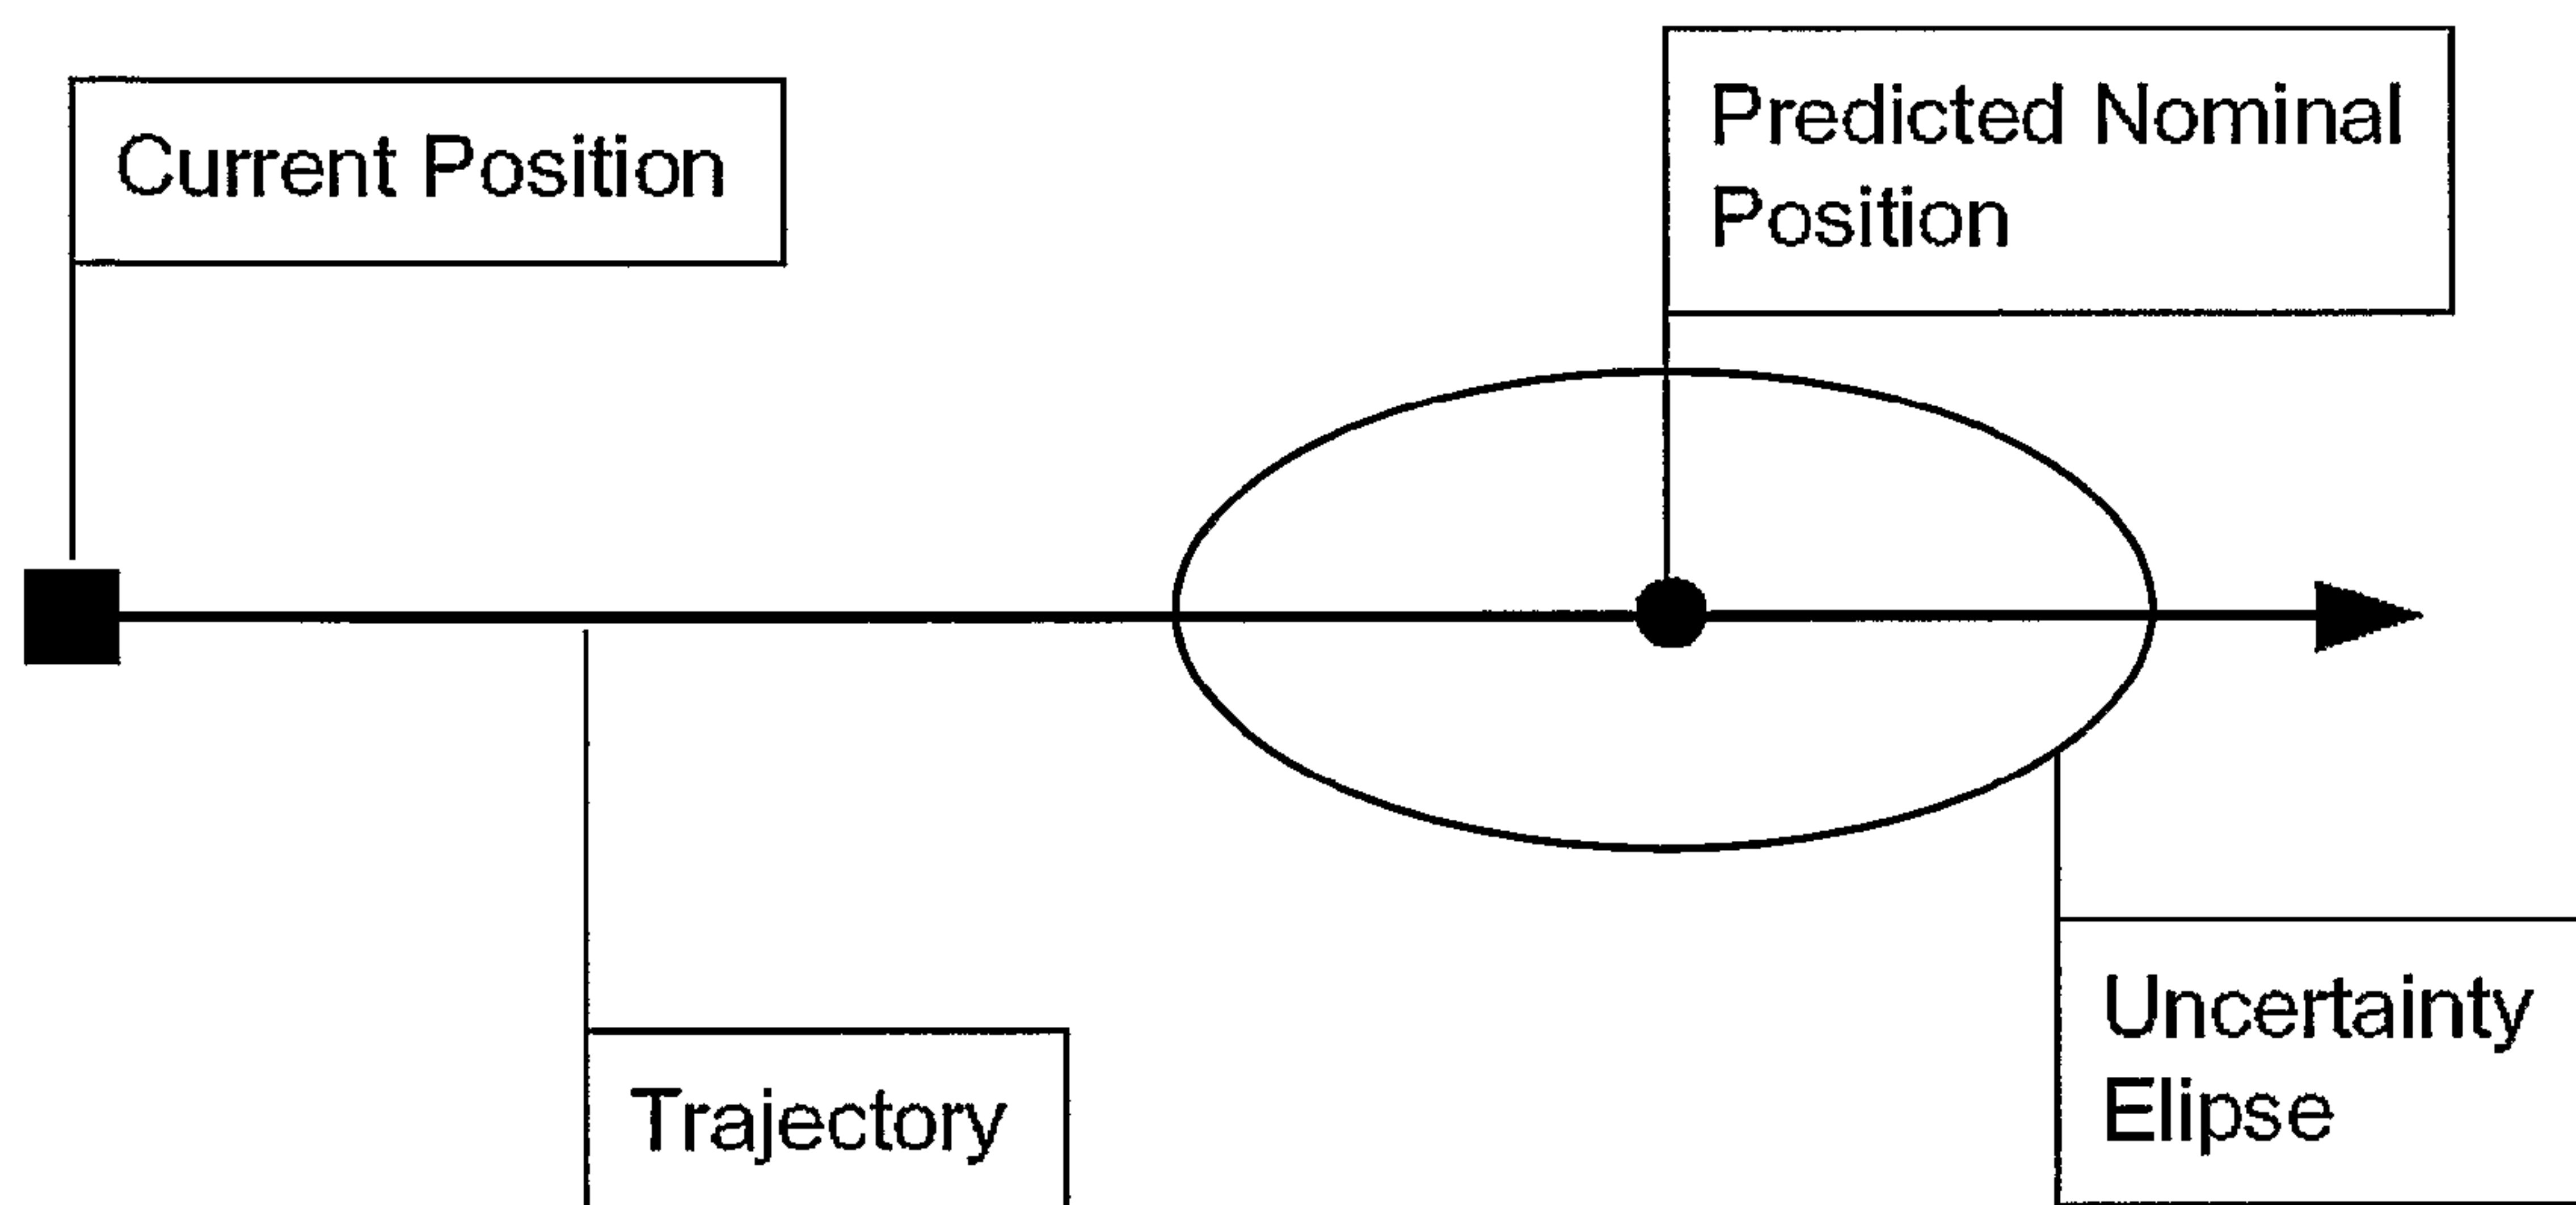 Current Position
Predicted Nominal
Position
Trajectory
Uncertainty
Elipse